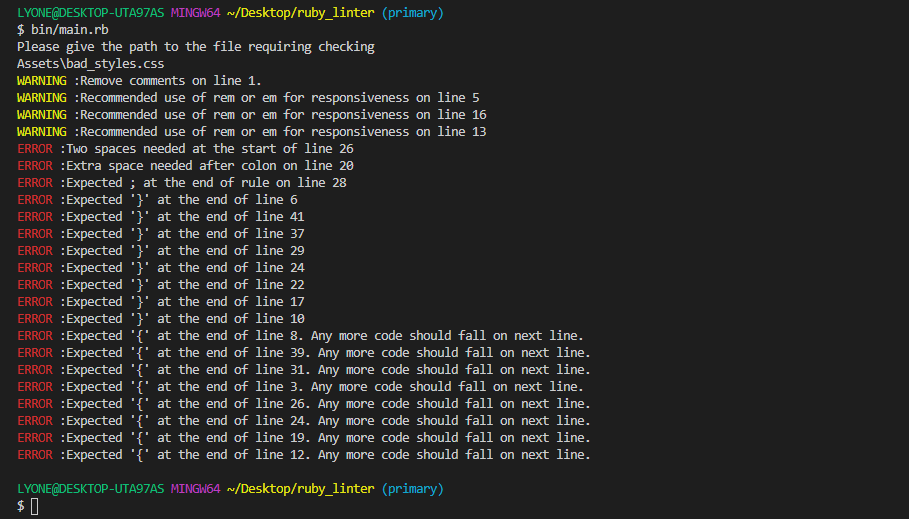 LYONE@DESKTOP-UTA97AS MINGW64 ~/Desktop/ruby_linter (primary)
$ bin/main.rb
Please give the path to the file requiring checking
Assets\bad_styles.css
WARNING :Remove comments on line 1.
WARNING :Recommended use of rem or em for responsiveness on line 5
WARNING :Recommended use of rem or em for responsiveness on line 16
WARNING :Recommended use of rem or em for responsiveness on line 13
ERROR :Two spaces needed at the start of line 26
ERROR :Extra space needed after colon on line 20
ERROR :Expected ; at the end of rule on line 28
ERROR :Expected '}' at the end of line 6
ERROR :Expected '}' at the end of line 41
ERROR :Expected '}' at the end of line 37
ERROR :Expected '}' at the end of line 29
ERROR :Expected '}' at the end of line 24
ERROR :Expected '}' at the end of line 22
ERROR :Expected '}' at the end of line 17
ERROR :Expected '}' at the end of line 10
ERROR :Expected '{' at the end of line 8. Any more code should fall on next line.
ERROR :Expected '{' at the end of line 39. Any more code should fall on next line.
ERROR :Expected '{' at the end of line 31. Any more code should fall on next line.
ERROR :Expected '{' at the end of line 3. Any more code should fall on next line.
ERROR :Expected '{' at the end of line 26. Any more code should fall on next line.
ERROR :Expected '{' at the end of line 24. Any more code should fall on next line.
ERROR :Expected '{' at the end of line 19. Any more code should fall on next line.
ERROR :Expected '{' at the end of line 12. Any more code should fall on next line.
LYONE@DESKTOP-UTA97AS MINGW64 ~/Desktop/ruby_linter (primary)
$